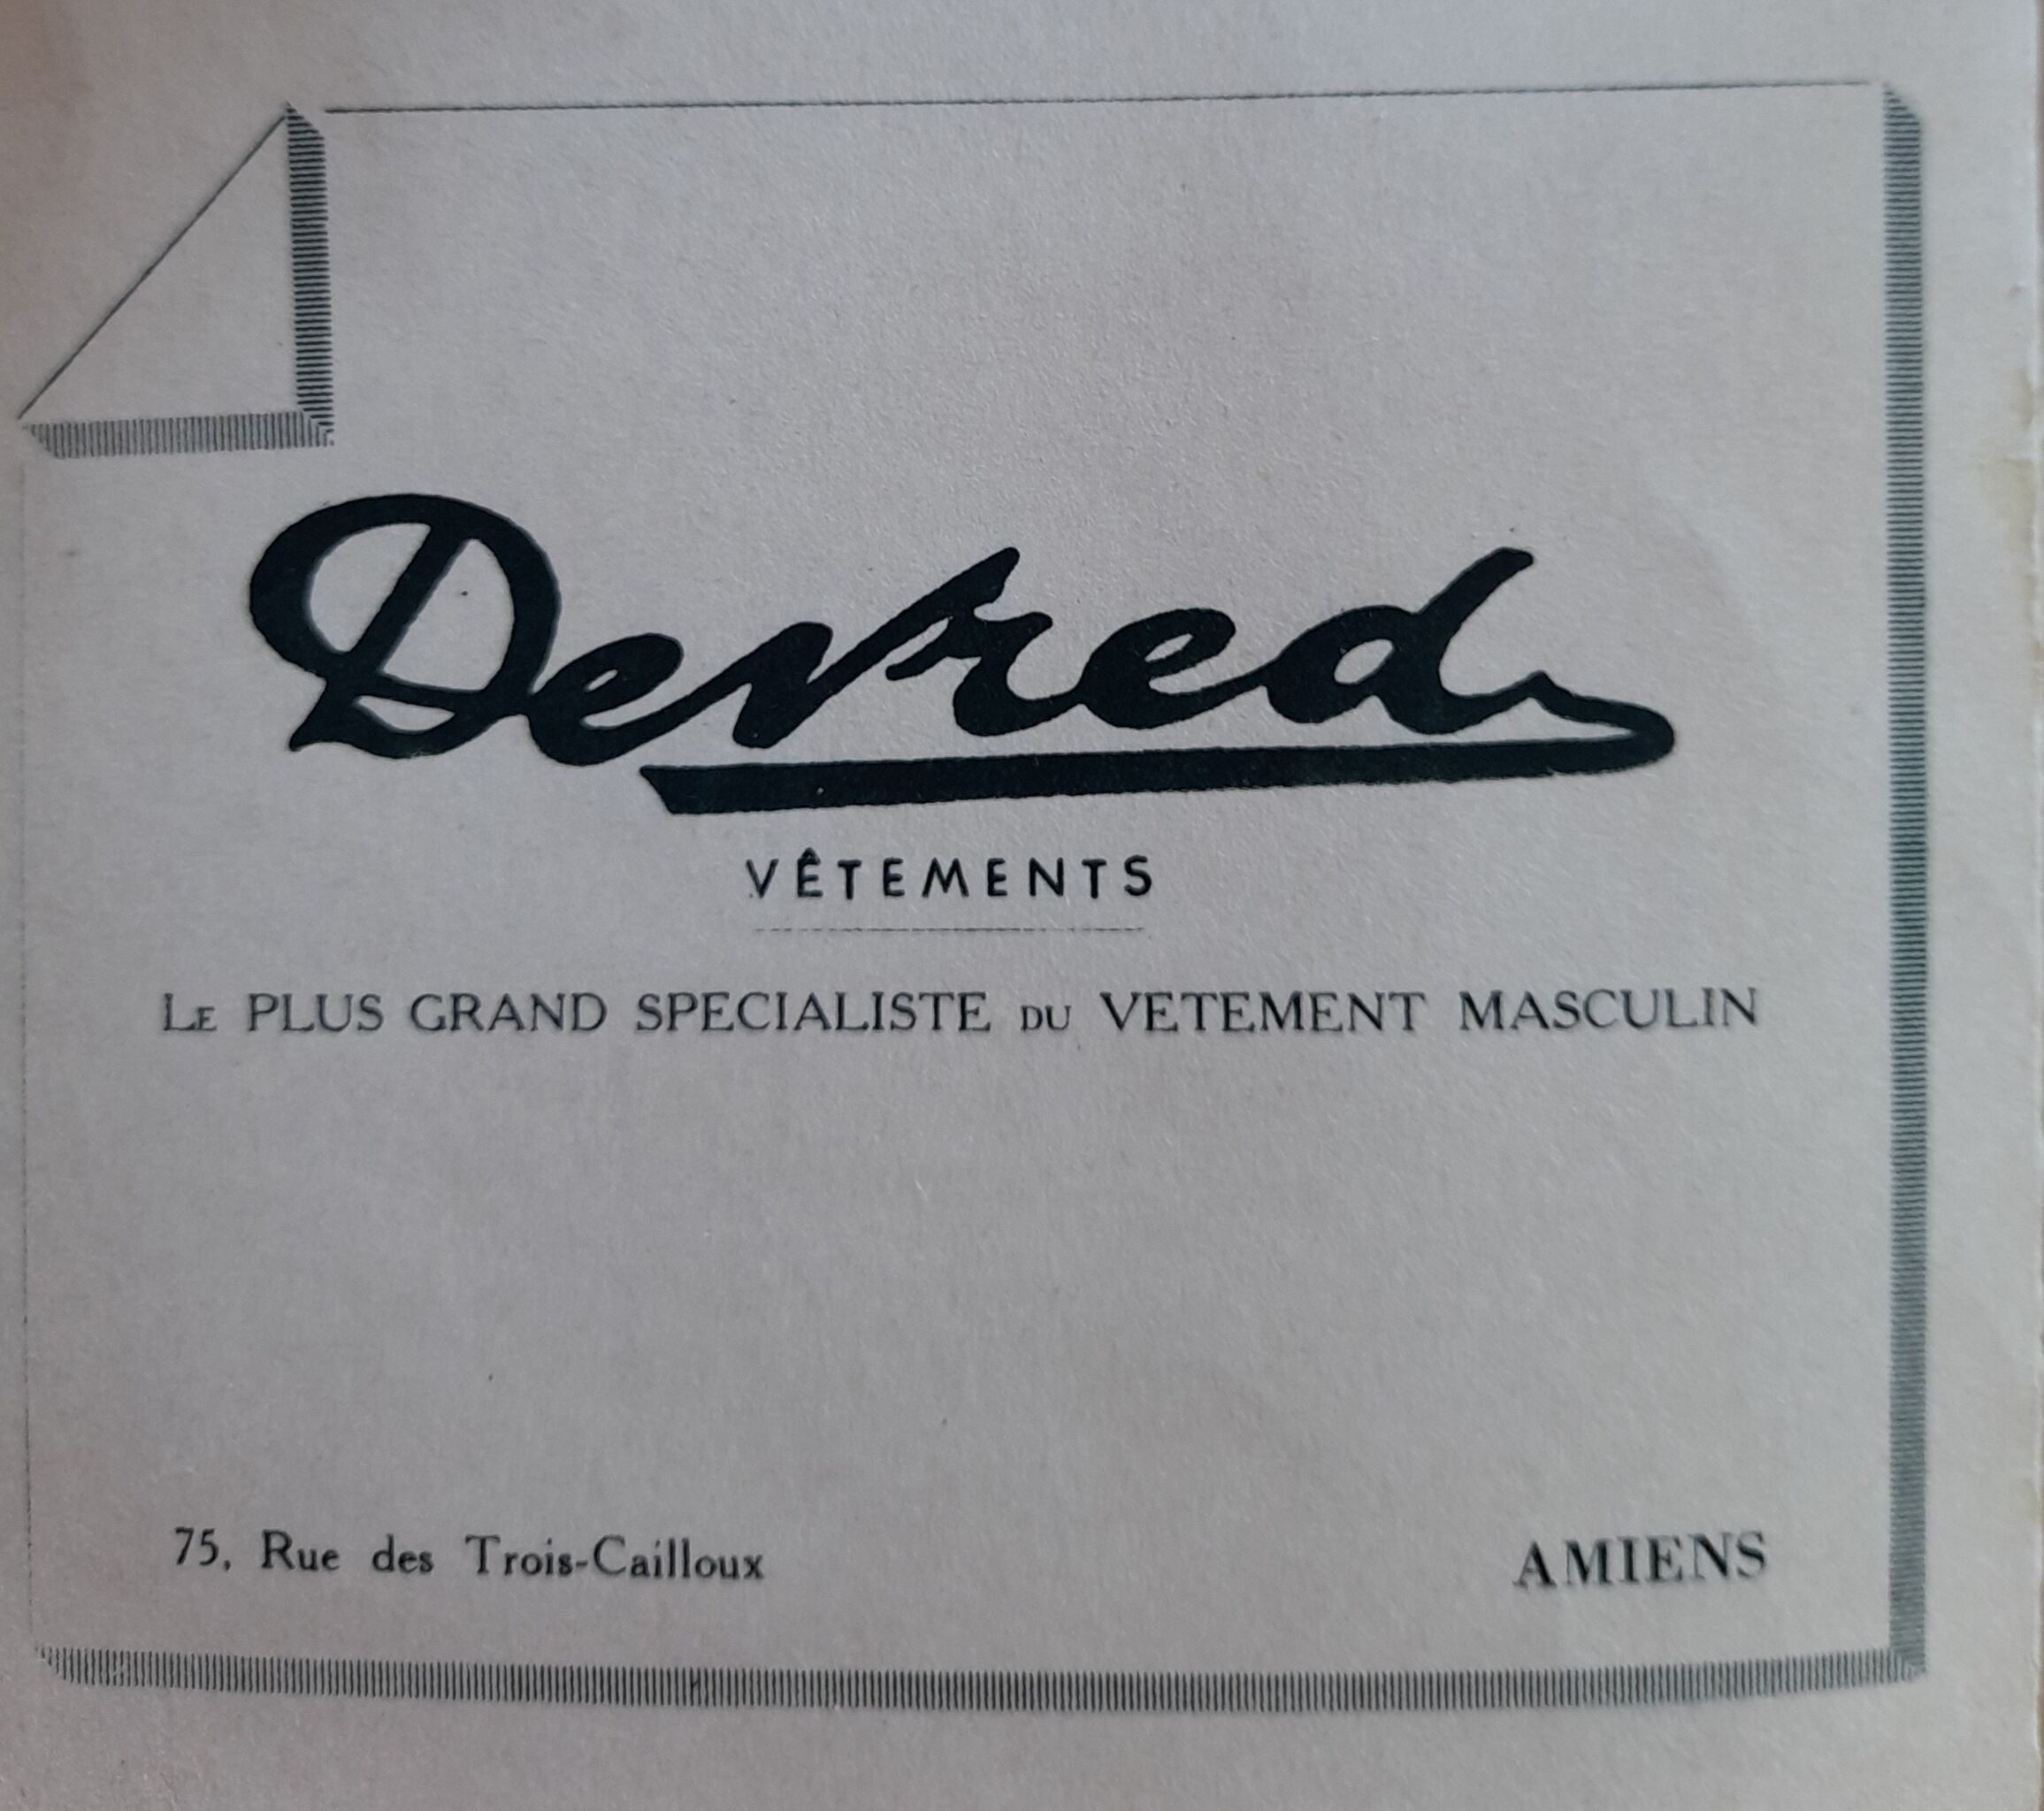 Devred
VÊTEMENTS
LE PLUS GRAND SPECIALISTE DU VETEMENT MASCULIN
75, Rue des Trois-Cailloux
AMIENS